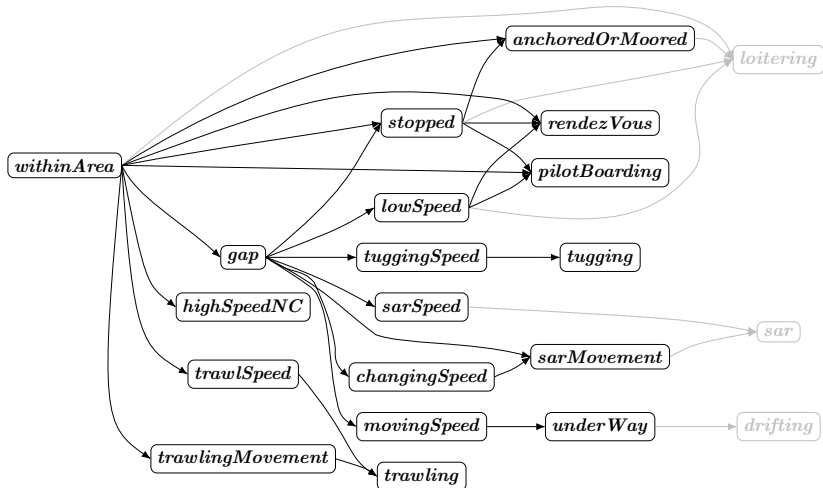 anchoredOrMoored
loitering
stopped
rendezVous
withinArea
pilotBoarding
lowSpeed
gap
tuggingSpeed
tugging
highSpeedNC
sarSpeed
sar
sarMovement
trawlSpeed
changingSpeed
movingSpeed
underWay
drifting
trawlingMovement
trawling